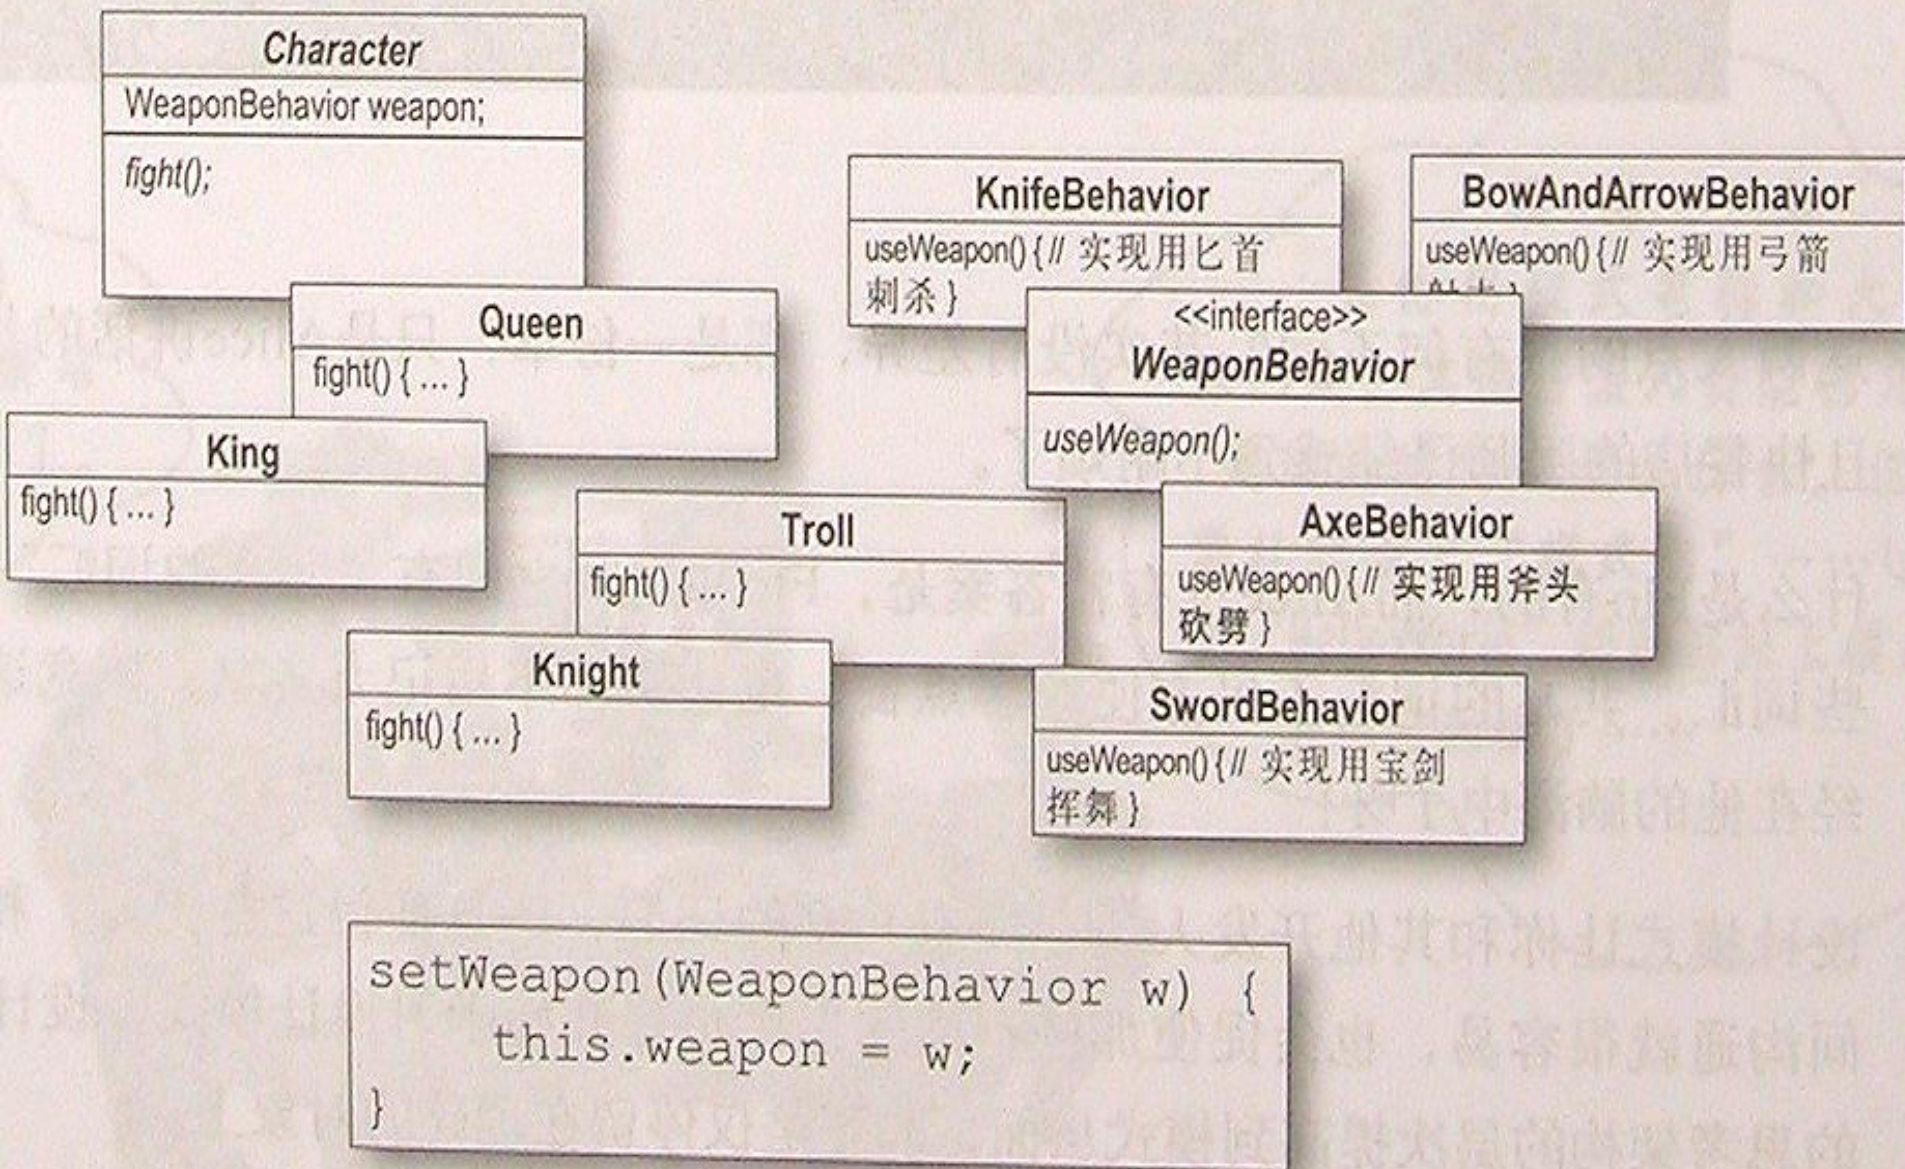 Character
WeaponBehavior weapon;
fight();
Queen
fight() { ... }
King
fight() { ... }
Troll
fight() { ... }
Knight
fight() { ... }
KnifeBehavior
useWeapon() { // 实现用匕首
刺杀 }
BowAndArrowBehavior
useWeapon() { // 实现用弓箭
<<interface>>
WeaponBehavior
useWeapon();
AxeBehavior
useWeapon() { // 实现用斧头
砍劈 }
SwordBehavior
useWeapon() { // 实现用宝剑
挥舞 }
setWeapon(WeaponBehavior w) {
this.weapon = w;
}